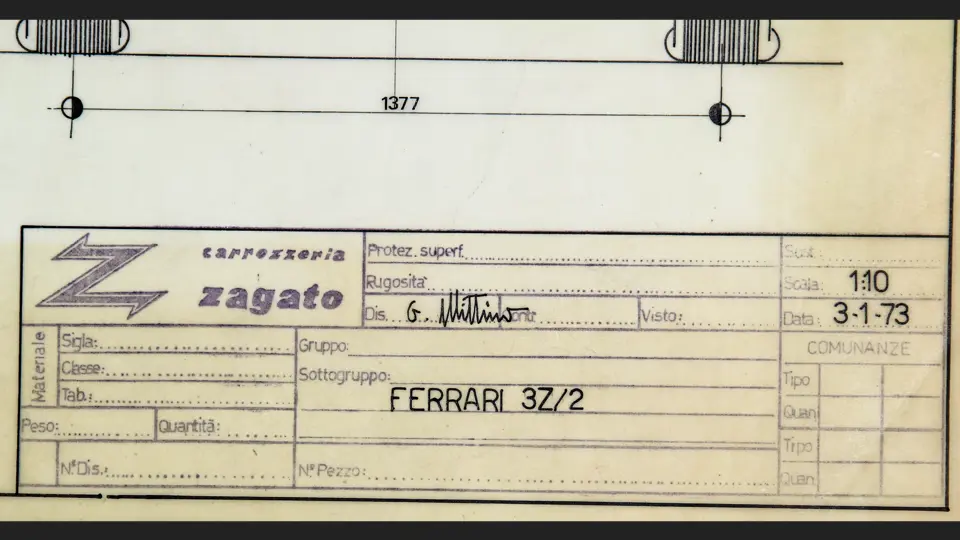 1377
carrozzeria
zagato
Protez. superf.
Rugosità
Dis. G. Mittino Contr.
Visto:
Sost.
Scala: 1:10
Data: 3-1-73
COMUNANZE
Materiale
Sigla:
Classe:
Tab.:
Peso:
Quantità:
N° Dis.:
Gruppo:
Sottogruppo:
FERRARI 3Z/2
N° Pezzo:
Tipo
Quan.
Tipo
Quan.